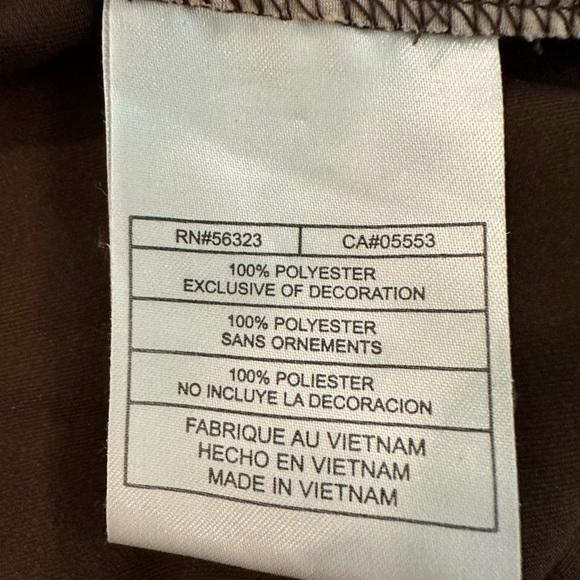 RN#56323 CA#05553
100% POLYESTER
EXCLUSIVE OF DECORATION
100% POLYESTER
SANS ORNEMENTS
100% POLIESTER
NO INCLUYE LA DECORACION
FABRIQUE AU VIETNAM
HECHO EN VIETNAM
MADE IN VIETNAM